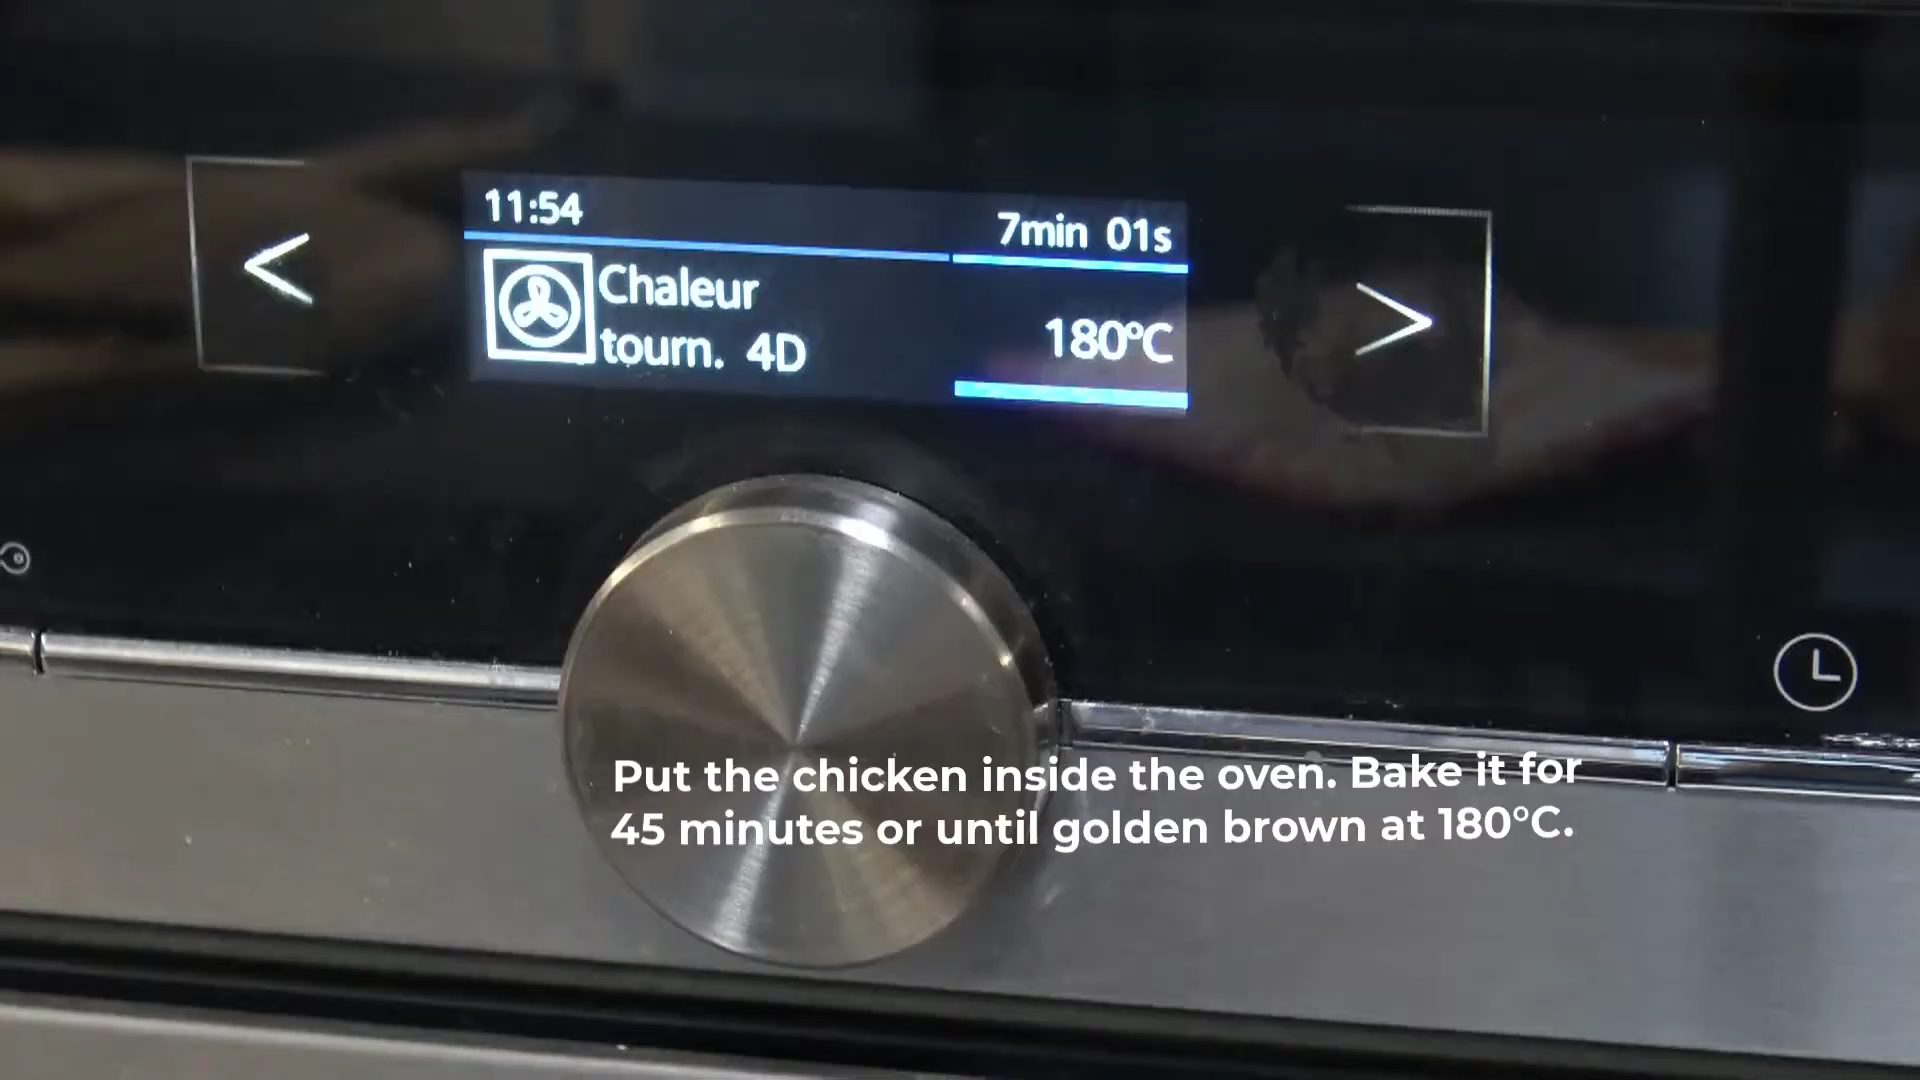 11:54
7min 01s
Chaleur
tourn. 4D
180°C
Put the chicken inside the oven. Bake it for
45 minutes or until golden brown at 180°C.